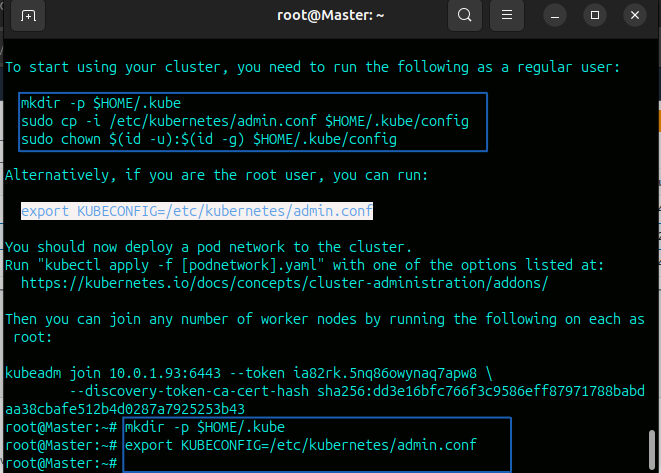 root@Master: ~
To start using your cluster, you need to run the following as a regular user:
mkdir -p $HOME/.kube
sudo cp -i /etc/kubernetes/admin.conf $HOME/.kube/config
sudo chown $(id -u):$(id -g) $HOME/.kube/config
Alternatively, if you are the root user, you can run:
export KUBECONFIG=/etc/kubernetes/admin.conf
You should now deploy a pod network to the cluster.
Run "kubectl apply -f [podnetwork].yaml" with one of the options listed at:
https://kubernetes.io/docs/concepts/cluster-administration/addons/
Then you can join any number of worker nodes by running the following on each as
root:
kubeadm join 10.0.1.93:6443 --token ia82rk.5nq86owynaq7apw8 \
--discovery-token-ca-cert-hash sha256:dd3e16bfc766f3c9586eff87971788babd
aa38cbafe512b4d0287a7925253b43
root@Master:~# mkdir -p $HOME/.kube
root@Master:~# export KUBECONFIG=/etc/kubernetes/admin.conf
root@Master:~#